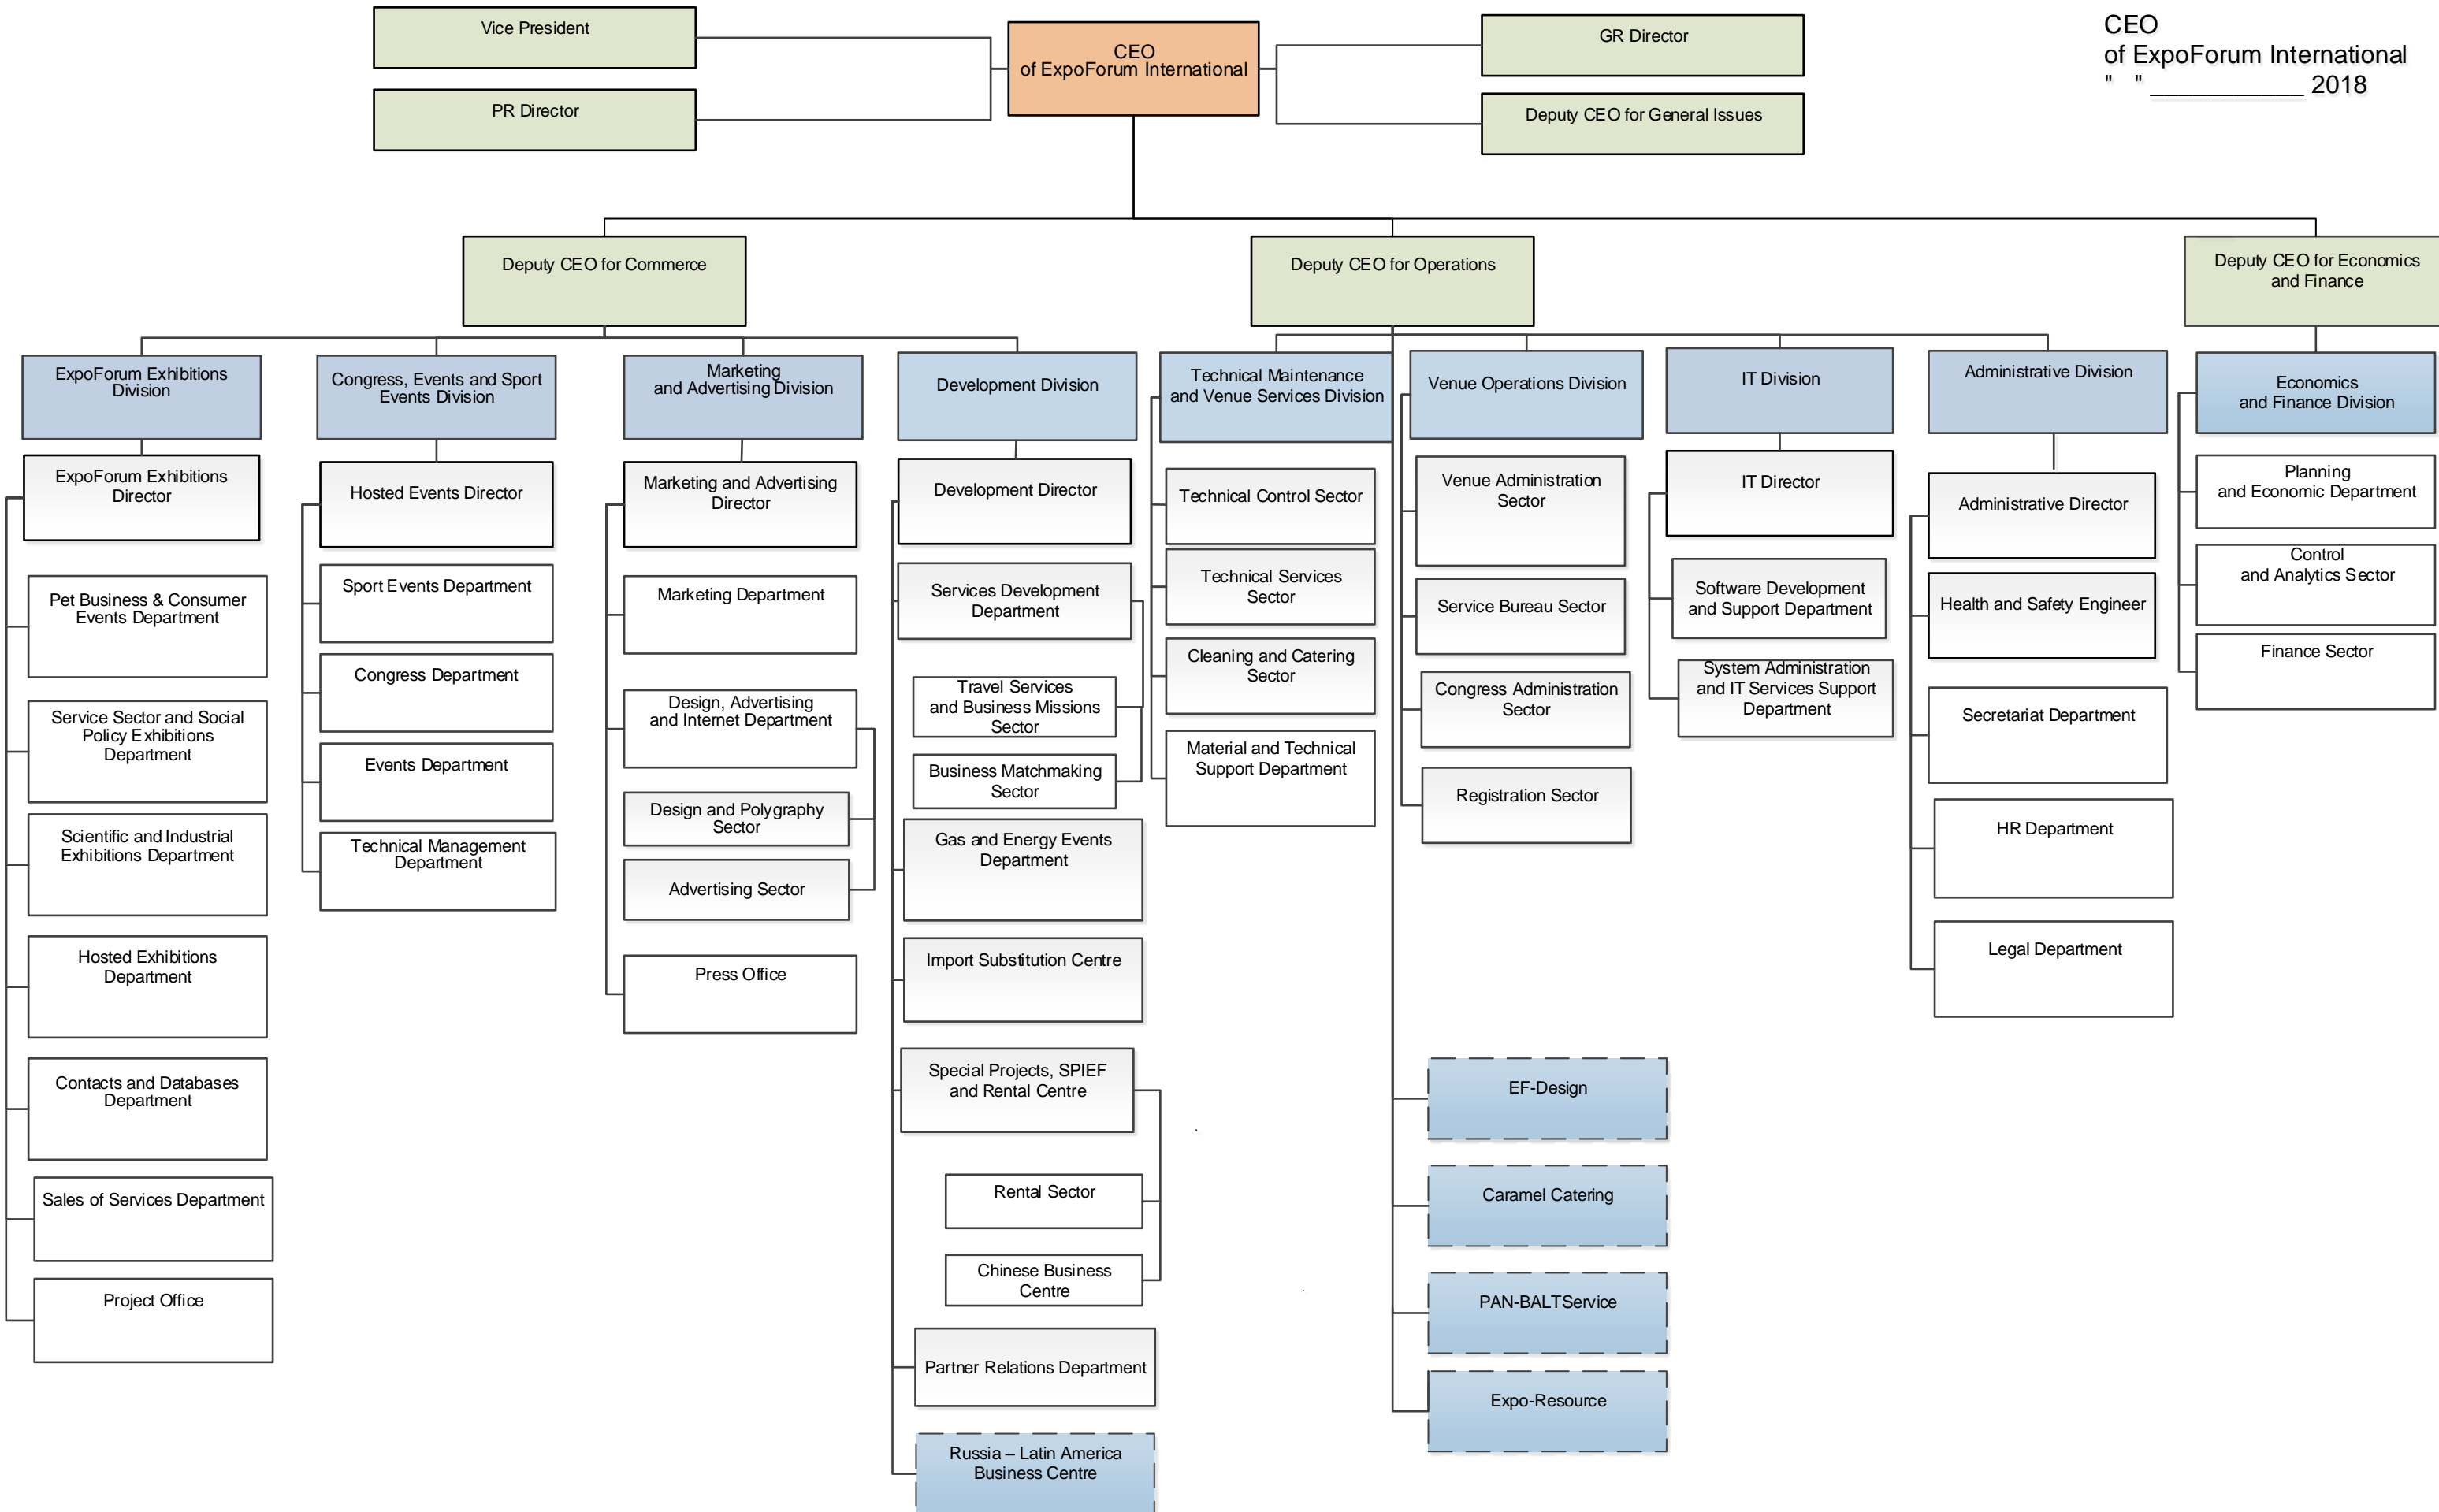 Vice President
PR Director
CEO
of ExpoForum International
GR Director
Deputy CEO for General Issues
CEO
of ExpoForum International
" " ___________ 2018
Deputy CEO for Commerce
Deputy CEO for Operations
Deputy CEO for Economics
and Finance
ExpoForum Exhibitions
Division
Congress, Events and Sport
Events Division
Marketing
and Advertising Division
Development Division
Technical Maintenance
and Venue Services Division
Venue Operations Division
IT Division
Administrative Division
Economics
and Finance Division
ExpoForum Exhibitions
Director
Pet Business & Consumer
Events Department
Service Sector and Social
Policy Exhibitions
Department
Scientific and Industrial
Exhibitions Department
Hosted Exhibitions
Department
Contacts and Databases
Department
Sales of Services Department
Project Office
Hosted Events Director
Sport Events Department
Congress Department
Events Department
Technical Management
Department
Marketing and Advertising
Director
Marketing Department
Design, Advertising
and Internet Department
Design and Polygraphy
Sector
Advertising Sector
Press Office
Development Director
Services Development
Department
Travel Services
and Business Missions
Sector
Business Matchmaking
Sector
Gas and Energy Events
Department
Import Substitution Centre
Special Projects, SPIEF
and Rental Centre
Rental Sector
Chinese Business
Centre
Partner Relations Department
Russia – Latin America
Business Centre
Technical Control Sector
Technical Services
Sector
Cleaning and Catering
Sector
Material and Technical
Support Department
Venue Administration
Sector
Service Bureau Sector
Congress Administration
Sector
Registration Sector
EF-Design
Caramel Catering
PAN-BALTService
Expo-Resource
IT Director
Software Development
and Support Department
System Administration
and IT Services Support
Department
Administrative Director
Health and Safety Engineer
Secretariat Department
HR Department
Legal Department
Planning
and Economic Department
Control
and Analytics Sector
Finance Sector